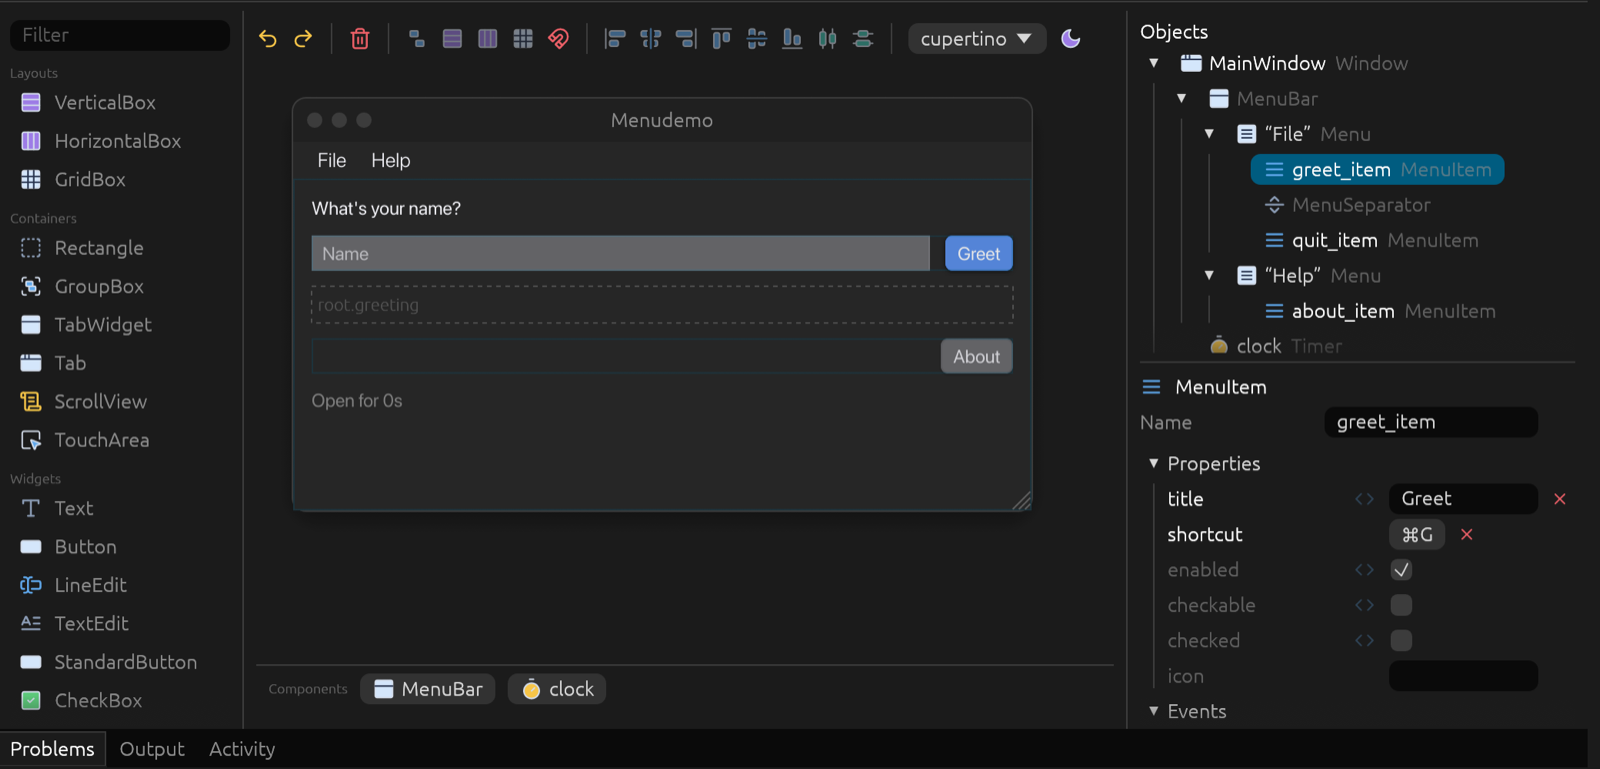 Filter
Layouts
VerticalBox
HorizontalBox
GridBox
Containers
Rectangle
GroupBox
TabWidget
Tab
ScrollView
TouchArea
Widgets
Text
Button
LineEdit
TextEdit
StandardButton
CheckBox
cupertino
Menudemo
File Help
What's your name?
Name Greet
root.greeting
About
Open for 0s
Components MenuBar clock
Objects
MainWindow Window
MenuBar
“File” Menu
greet_item MenuItem
MenuSeparator
quit_item MenuItem
“Help” Menu
about_item MenuItem
clock Timer
MenuItem
Name greet_item
Properties
title Greet
shortcut ⌘G
enabled
checkable
checked
icon
Events
Problems Output Activity